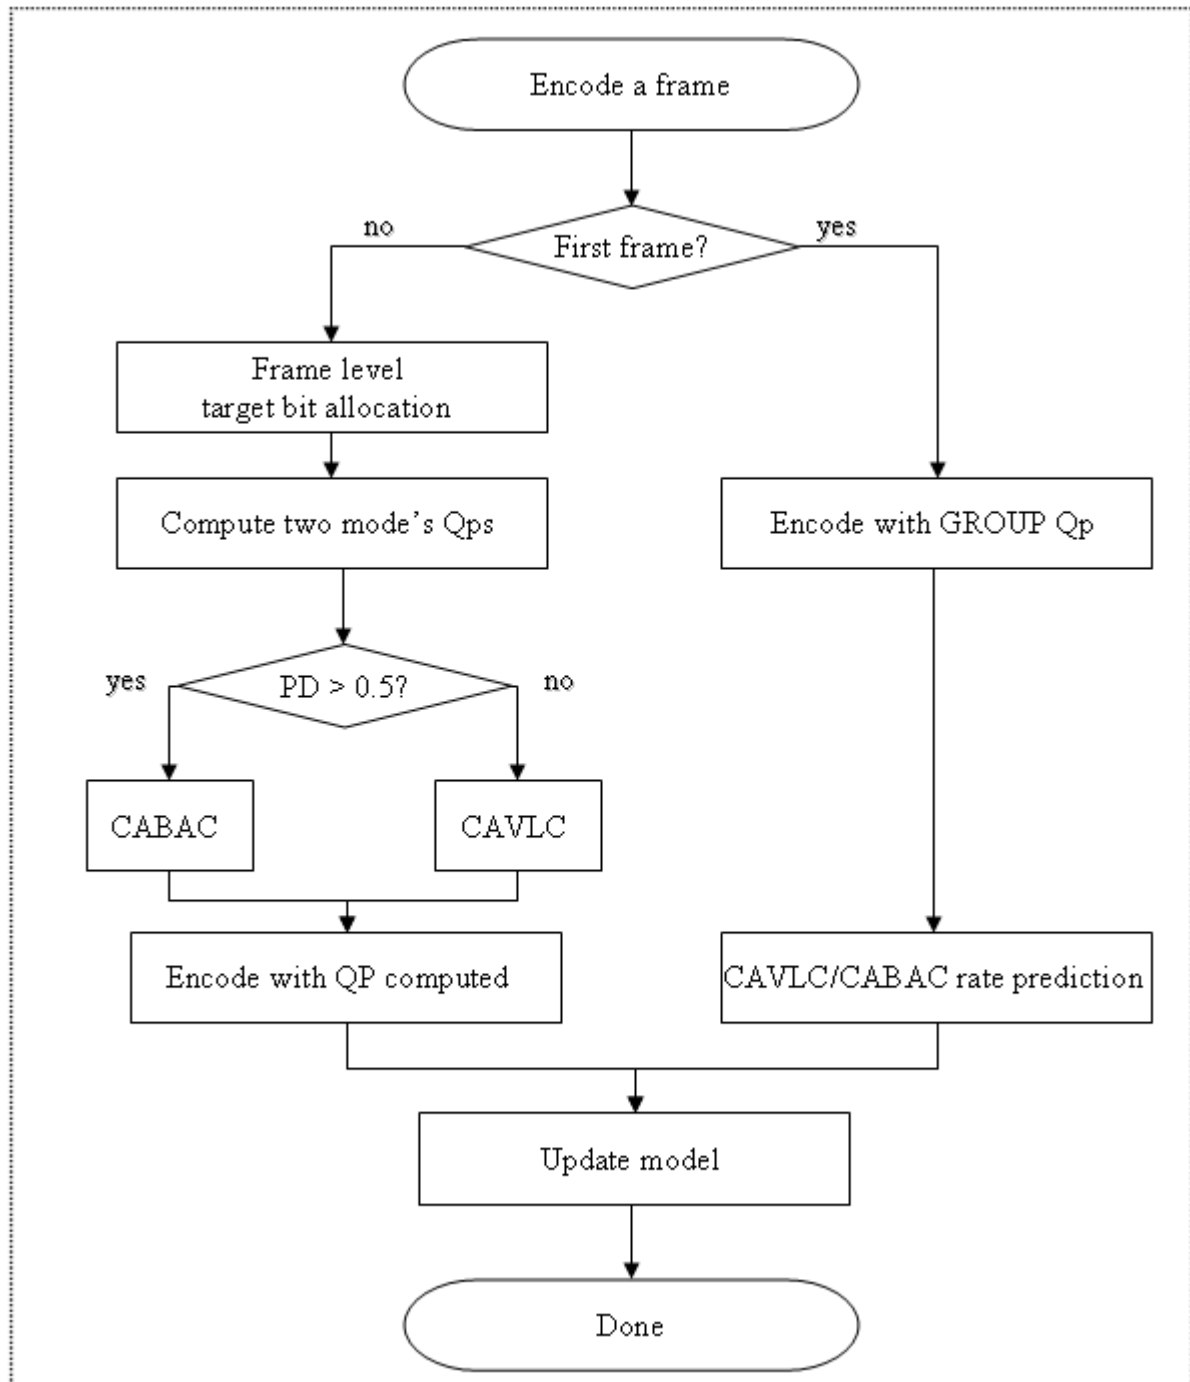 Encode a frame
no
yes
First frame?
Frame level
target bit allocation
Compute two mode's Qps
Encode with GROUP Qp
yes
PD > 0.5?
no
CABAC
CAVLC
Encode with QP computed
CAVLC/CABAC rate prediction
Update model
Done